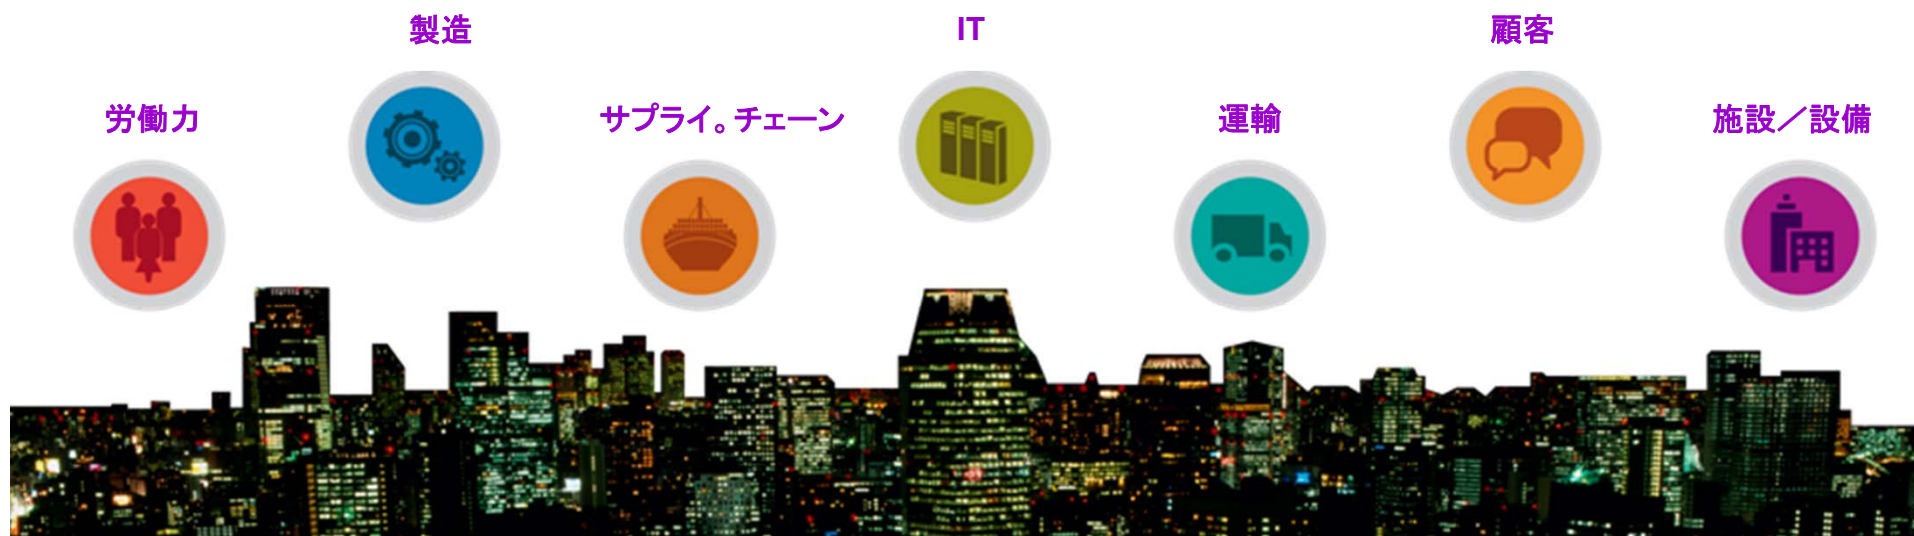 労働力
製造
サプライ。チェーン
IT
運輸
顧客
施設／設備